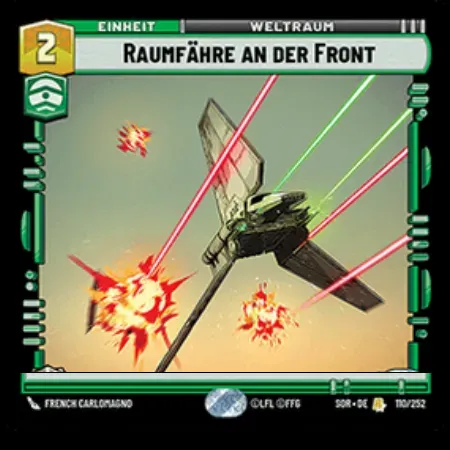 EINHEIT WELTRAUM
2 RAUMFÄHRE AN DER FRONT
FRENCH CARLOMAGNO ©LFL ©FFG SOR • DE 110/252